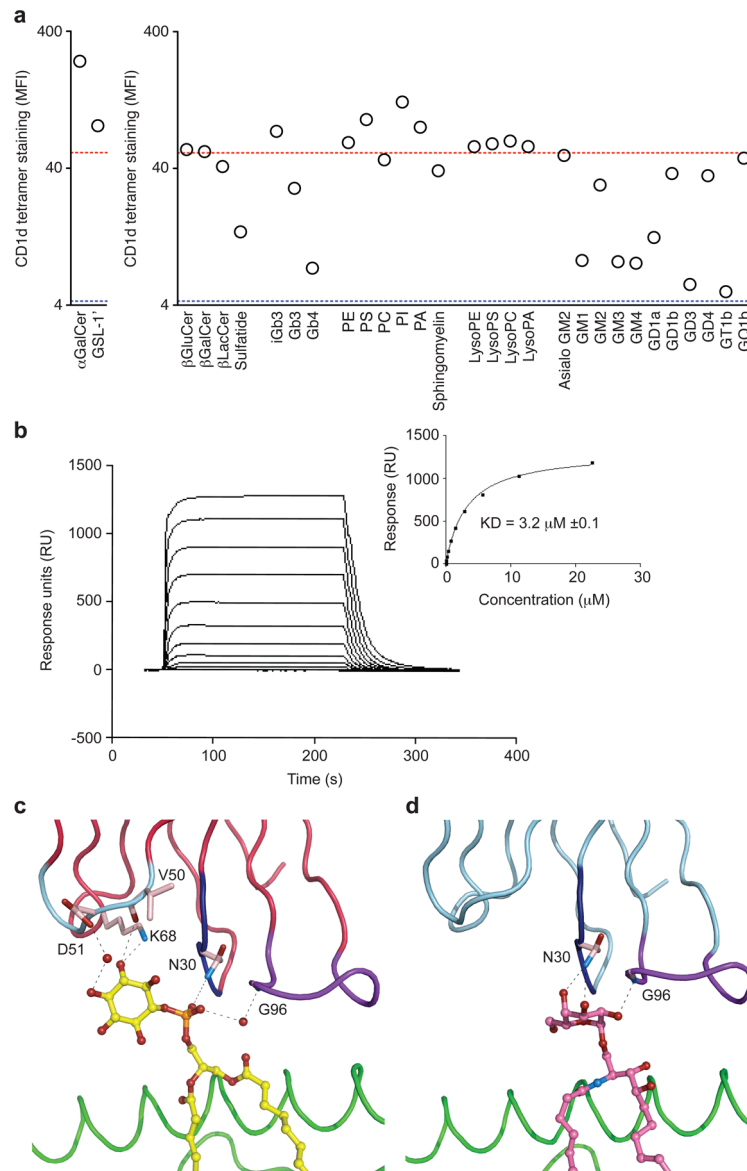 a
400
40
4
CD1d tetramer staining (MFI)
αGalCer
GSL-1'
CD1d tetramer staining (MFI)
400
40
4
βGluCer
βGalCer
βLacCer
Sulfatide
iGb3
Gb3
Gb4
PE
PS
PC
PI
PA
Sphingomyelin
LysoPE
LysoPS
LysoPC
LysoPA
Asialo GM2
GM1
GM2
GM3
GM4
GD1a
GD1b
GD3
GD4
GT1b
GQ1b
b
1500
1000
500
0
-500
Response units (RU)
0
100
200
300
400
Time (s)
1500
1000
500
0
Response (RU)
KD = 3.2 μM ±0.1
0
10
20
30
Concentration (μM)
c
V50
D51
K68
N30
G96
d
N30
G96